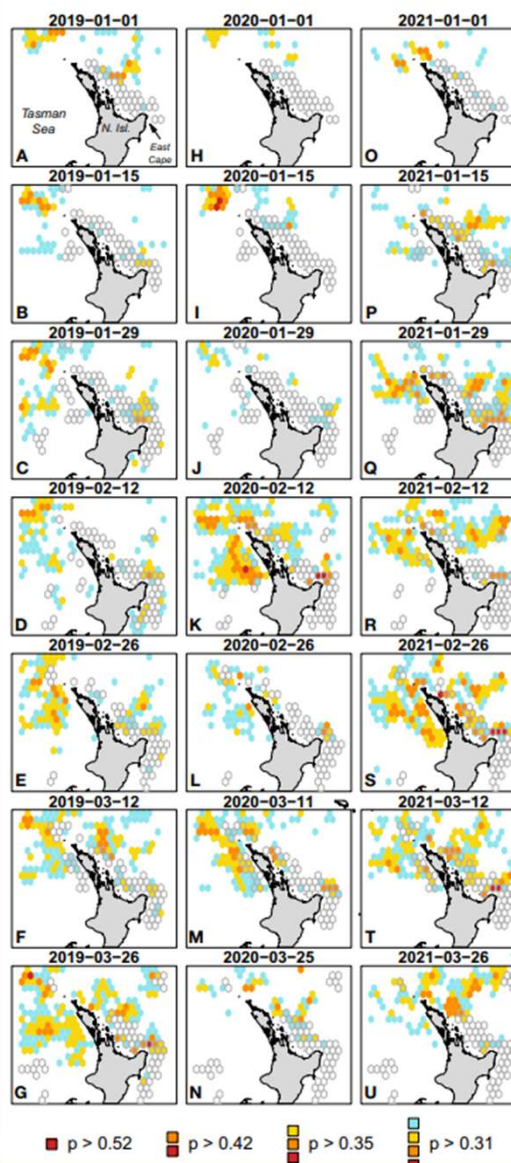 2019-01-01 2020-01-01 2021-01-01
Tasman
Sea
N. Isl.
East
Cape
A H O
2019-01-15 2020-01-15 2021-01-15
B I P
2019-01-29 2020-01-29 2021-01-29
C J Q
2019-02-12 2020-02-12 2021-02-12
D K R
2019-02-26 2020-02-26 2021-02-26
E L S
2019-03-12 2020-03-11 2021-03-12
F M T
2019-03-26 2020-03-25 2021-03-26
G N U
p > 0.52 p > 0.42 p > 0.35 p > 0.31